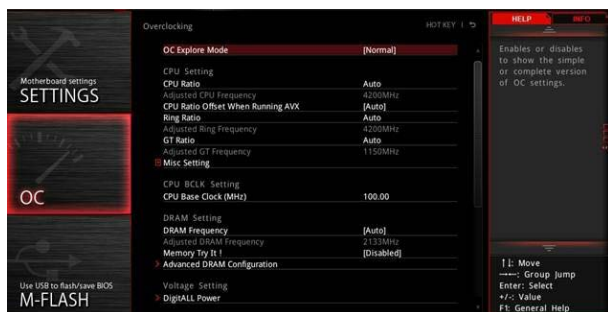 Overclocking
HOT KEY
HELP
INFO
OC Explore Mode [Normal]
CPU Setting
CPU Ratio Auto
Adjusted CPU Frequency 4200MHz
CPU Ratio Offset When Running AVX [Auto]
Ring Ratio Auto
Adjusted Ring Frequency 4200MHz
GT Ratio Auto
Adjusted GT Frequency 1150MHz
Misc Setting
CPU BCLK Setting
CPU Base Clock (MHz) 100.00
DRAM Setting
DRAM Frequency [Auto]
Adjusted DRAM Frequency 2133MHz
Memory Try It ! [Disabled]
Advanced DRAM Configuration
Voltage Setting
DigitALL Power
Motherboard settings
SETTINGS
OC
Use USB to flash/save BIOS
M-FLASH
Enables or disables
to show the simple
or complete version
of OC settings.
↑↓: Move
→←: Group Jump
Enter: Select
+/-: Value
F1: General Help